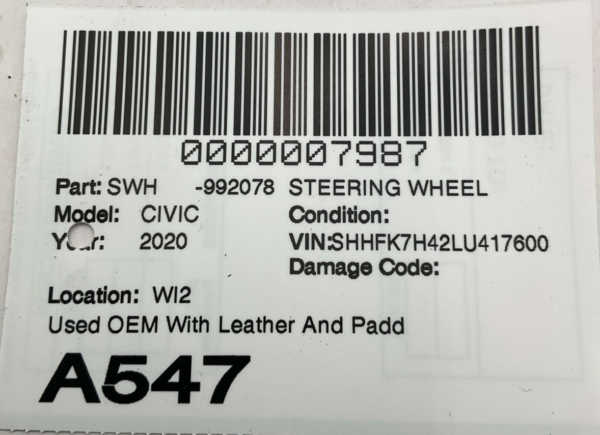 0000007987
Part: SWH -992078 STEERING WHEEL
Model: CIVIC Condition:
Year: 2020 VIN:SHHFK7H42LU417600
Damage Code:
Location: WI2
Used OEM With Leather And Padd
A547